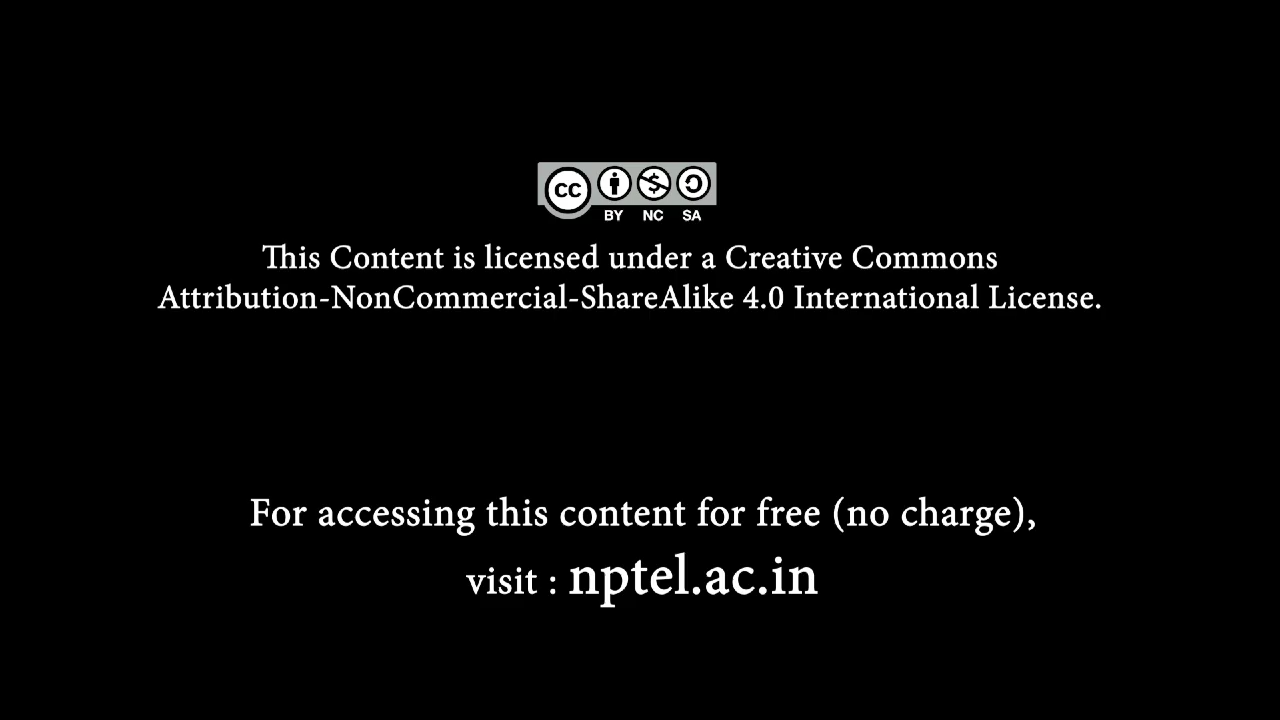 CC BY NC SA
This Content is licensed under a Creative Commons
Attribution-NonCommercial-ShareAlike 4.0 International License.
For accessing this content for free (no charge),
visit : nptel.ac.in